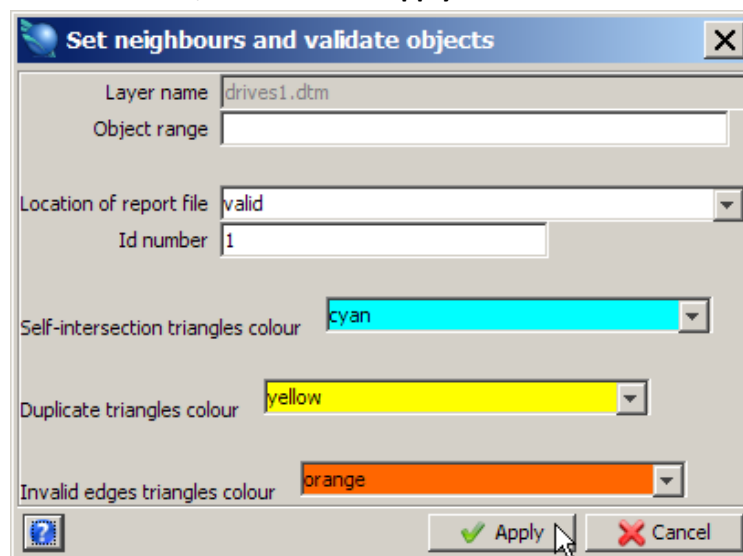 Set neighbours and validate objects
Layer name drives1.dtm
Object range
Location of report file valid
Id number 1
Self-intersection triangles colour cyan
Duplicate triangles colour yellow
Invalid edges triangles colour orange
? Apply Cancel